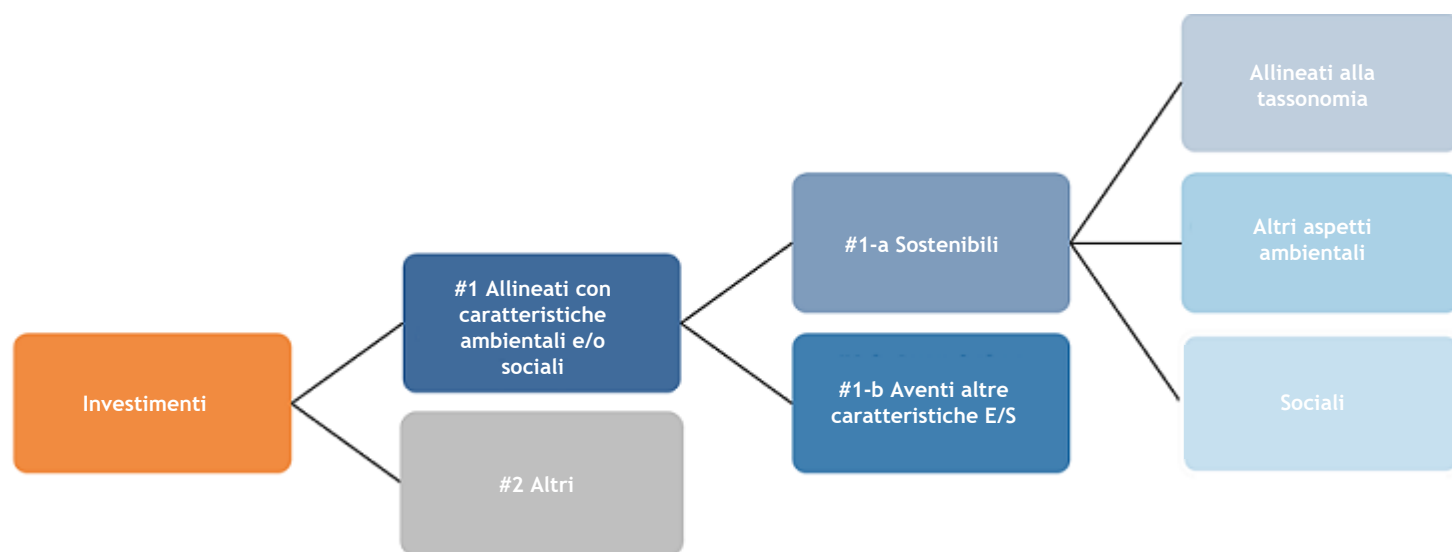 Allineati alla
tassonomia
#1-a Sostenibili
Altri aspetti
ambientali
#1 Allineati con
caratteristiche
ambientali e/o
sociali
Investimenti
#1-b Aventi altre
caratteristiche E/S
Sociali
#2 Altri